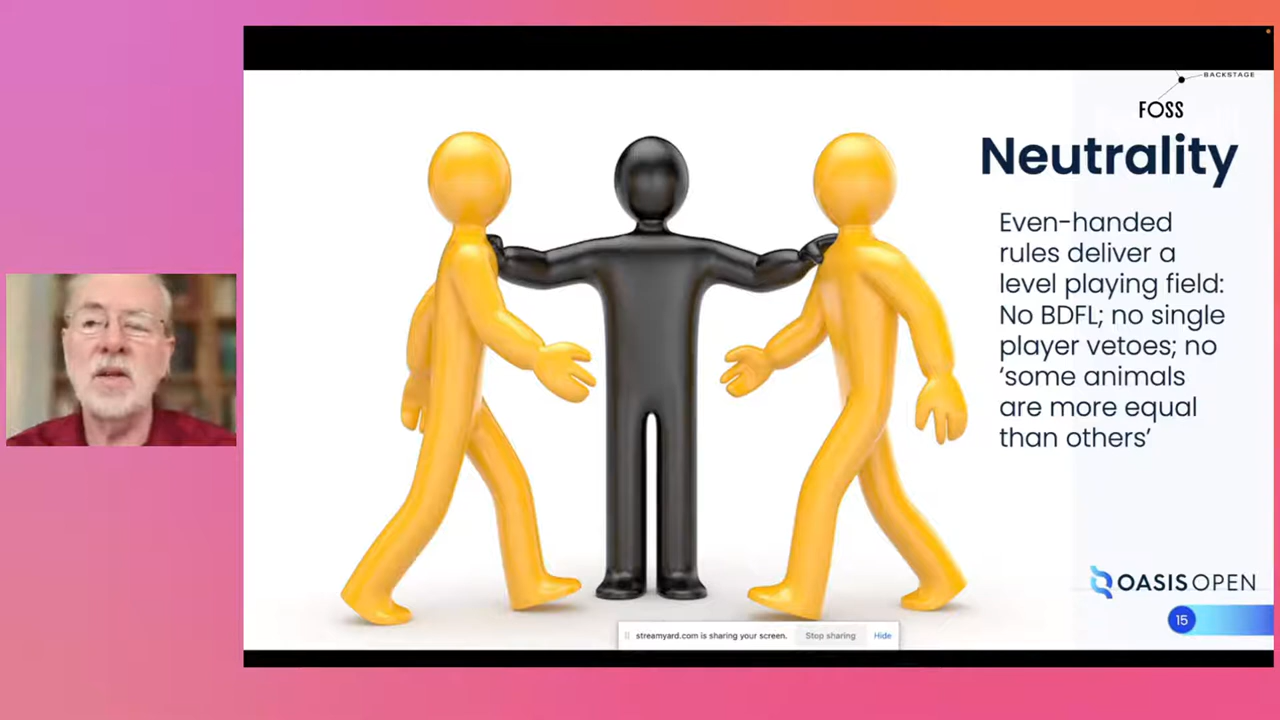 BACKSTAGE
FOSS
Neutrality
Even-handed
rules deliver a
level playing field:
No BDFL; no single
player vetoes; no
‘some animals
are more equal
than others’
OASIS OPEN
15
streamyard.com is sharing your screen.
Stop sharing
Hide